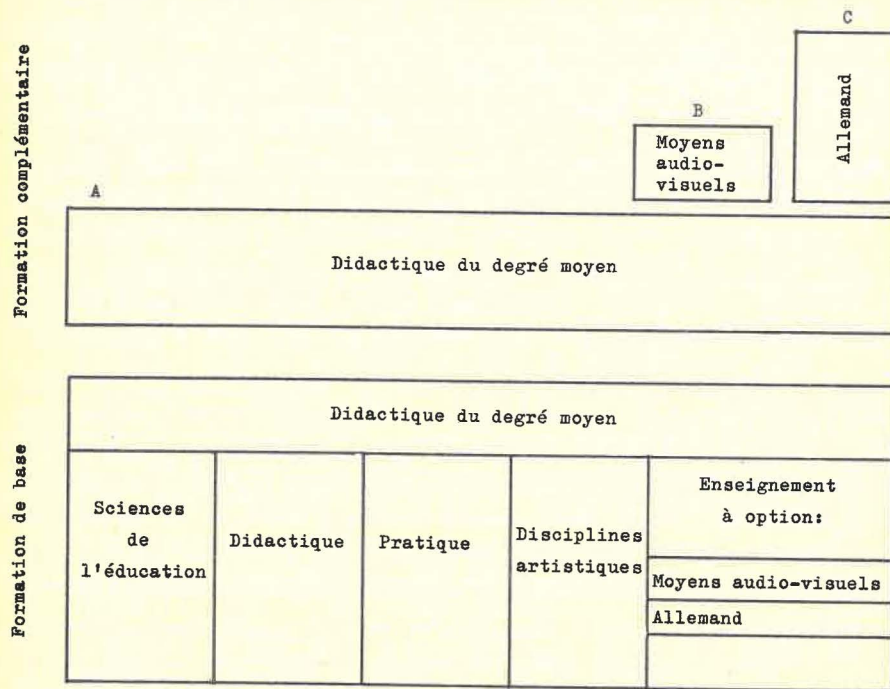 C
Formation complémentaire
Allemand
B
Moyens
audio-
visuels
A
Didactique du degré moyen
Formation de base
Didactique du degré moyen
Sciences
de
l'éducation
Didactique
Pratique
Disciplines
artistiques
Enseignement
à option:
Moyens audio-visuels
Allemand